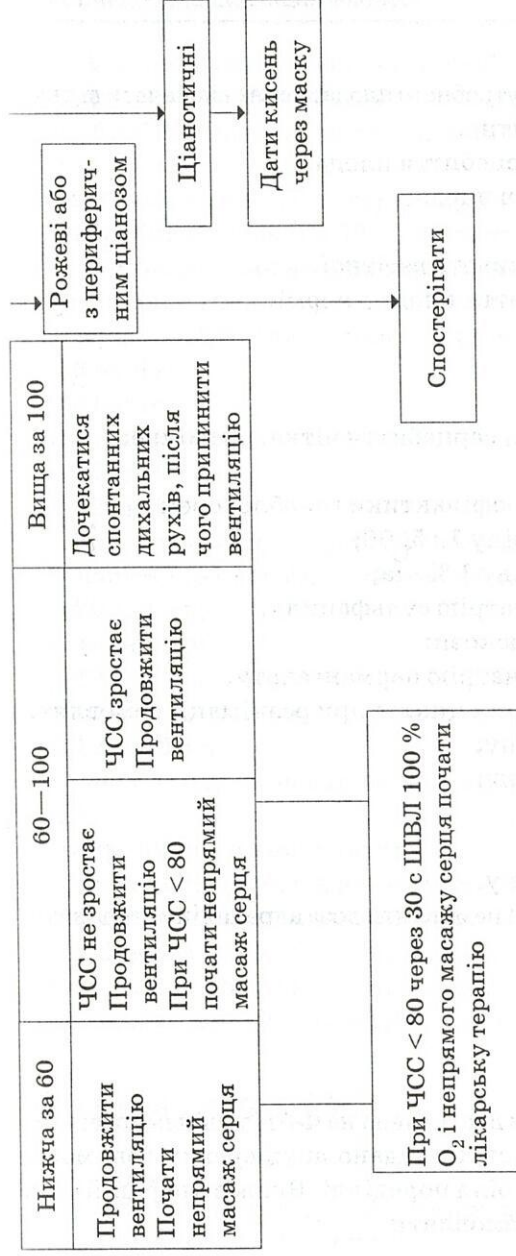 Нижча за 60
60—100
Вища за 100
Продовжити
вентиляцію
Почати
непрямий
масаж серця
ЧСС не зростає
Продовжити
вентиляцію
При ЧСС < 80
почати непрямий
масаж серця
ЧСС зростає
Продовжити
вентиляцію
Дочекатися
спонтанних
дихальних
рухів, після
чого припинити
вентиляцію
При ЧСС < 80 через 30 с ШВЛ 100 %
O₂ і непрямого масажу серця почати
лікарську терапію
Рожеві або
з периферич-
ним ціанозом
Ціанотичні
Дати кисень
через маску
Спостерігати